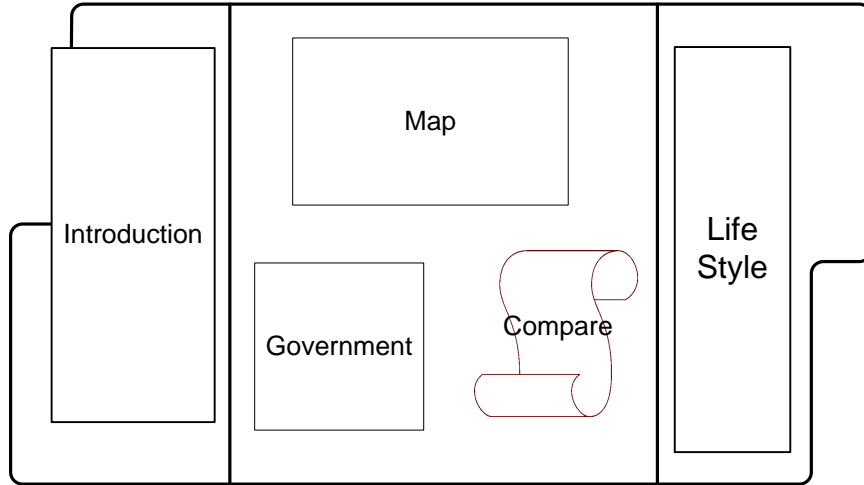 Introduction
Map
Government
Compare
Life
Style